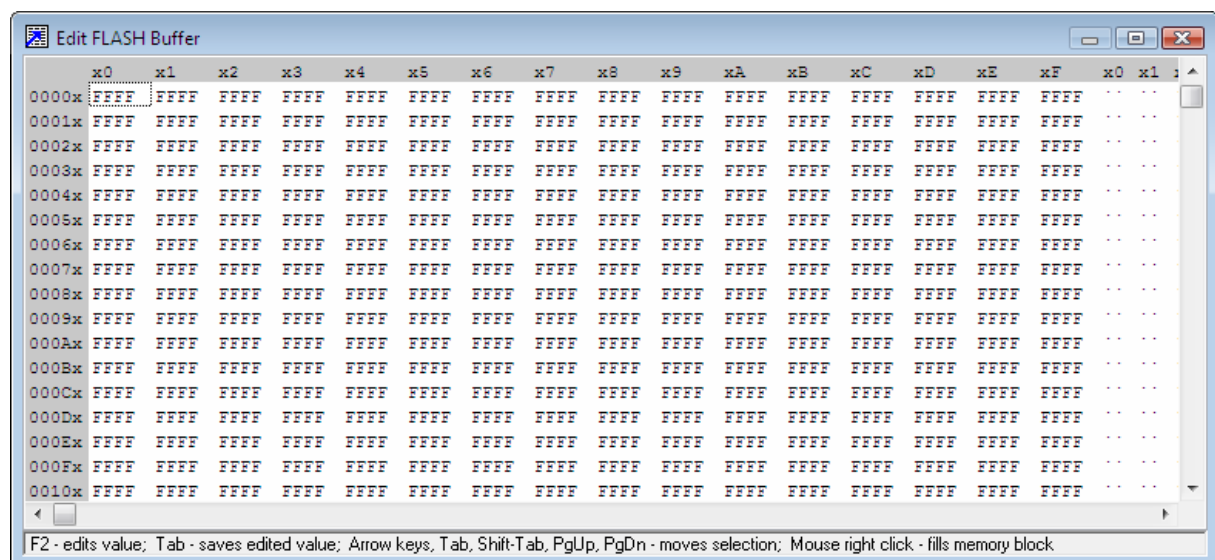 Edit FLASH Buffer
x0 x1 x2 x3 x4 x5 x6 x7 x8 x9 xA xB xC xD xE xF x0 x1
0000x FFFF FFFF FFFF FFFF FFFF FFFF FFFF FFFF FFFF FFFF FFFF FFFF FFFF FFFF FFFF FFFF .. ..
0001x FFFF FFFF FFFF FFFF FFFF FFFF FFFF FFFF FFFF FFFF FFFF FFFF FFFF FFFF FFFF FFFF .. ..
0002x FFFF FFFF FFFF FFFF FFFF FFFF FFFF FFFF FFFF FFFF FFFF FFFF FFFF FFFF FFFF FFFF .. ..
0003x FFFF FFFF FFFF FFFF FFFF FFFF FFFF FFFF FFFF FFFF FFFF FFFF FFFF FFFF FFFF FFFF .. ..
0004x FFFF FFFF FFFF FFFF FFFF FFFF FFFF FFFF FFFF FFFF FFFF FFFF FFFF FFFF FFFF FFFF .. ..
0005x FFFF FFFF FFFF FFFF FFFF FFFF FFFF FFFF FFFF FFFF FFFF FFFF FFFF FFFF FFFF FFFF .. ..
0006x FFFF FFFF FFFF FFFF FFFF FFFF FFFF FFFF FFFF FFFF FFFF FFFF FFFF FFFF FFFF FFFF .. ..
0007x FFFF FFFF FFFF FFFF FFFF FFFF FFFF FFFF FFFF FFFF FFFF FFFF FFFF FFFF FFFF FFFF .. ..
0008x FFFF FFFF FFFF FFFF FFFF FFFF FFFF FFFF FFFF FFFF FFFF FFFF FFFF FFFF FFFF FFFF .. ..
0009x FFFF FFFF FFFF FFFF FFFF FFFF FFFF FFFF FFFF FFFF FFFF FFFF FFFF FFFF FFFF FFFF .. ..
000Ax FFFF FFFF FFFF FFFF FFFF FFFF FFFF FFFF FFFF FFFF FFFF FFFF FFFF FFFF FFFF FFFF .. ..
000Bx FFFF FFFF FFFF FFFF FFFF FFFF FFFF FFFF FFFF FFFF FFFF FFFF FFFF FFFF FFFF FFFF .. ..
000Cx FFFF FFFF FFFF FFFF FFFF FFFF FFFF FFFF FFFF FFFF FFFF FFFF FFFF FFFF FFFF FFFF .. ..
000Dx FFFF FFFF FFFF FFFF FFFF FFFF FFFF FFFF FFFF FFFF FFFF FFFF FFFF FFFF FFFF FFFF .. ..
000Ex FFFF FFFF FFFF FFFF FFFF FFFF FFFF FFFF FFFF FFFF FFFF FFFF FFFF FFFF FFFF FFFF .. ..
000Fx FFFF FFFF FFFF FFFF FFFF FFFF FFFF FFFF FFFF FFFF FFFF FFFF FFFF FFFF FFFF FFFF .. ..
0010x FFFF FFFF FFFF FFFF FFFF FFFF FFFF FFFF FFFF FFFF FFFF FFFF FFFF FFFF FFFF FFFF .. ..
F2 - edits value; Tab - saves edited value; Arrow keys, Tab, Shift-Tab, PgUp, PgDn - moves selection; Mouse right click - fills memory block